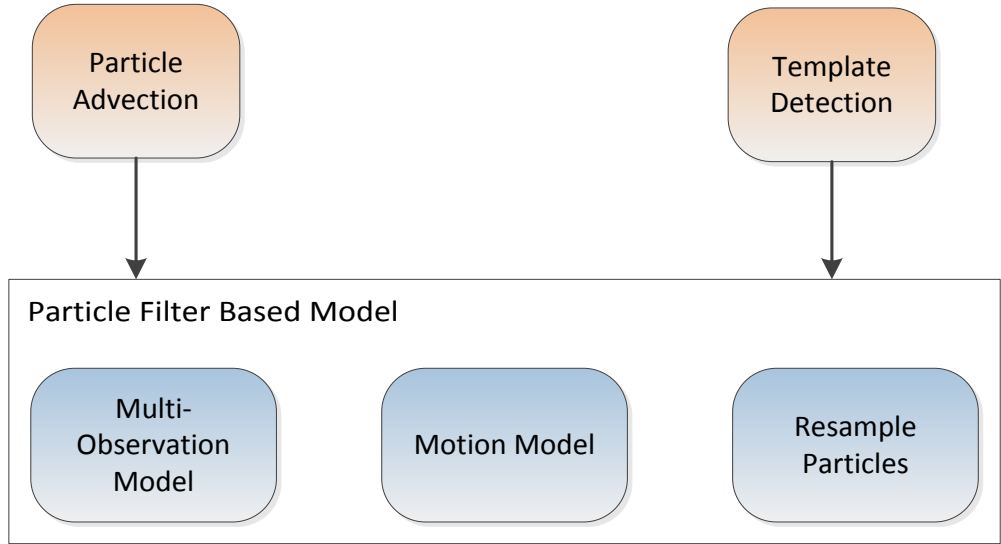 Particle
Advection
Template
Detection
Particle Filter Based Model
Multi-
Observation
Model
Motion Model
Resample
Particles